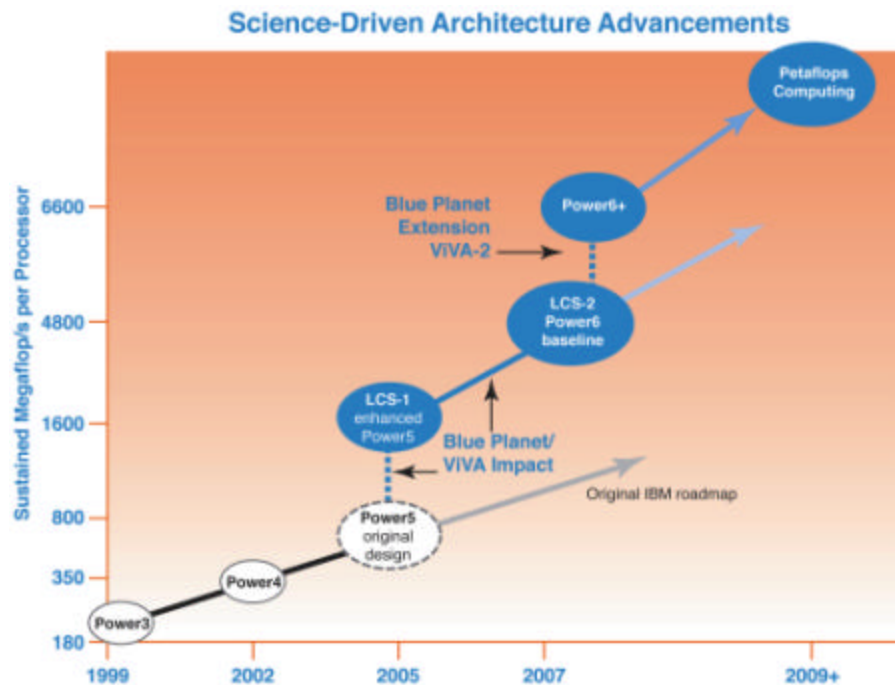 Science-Driven Architecture Advancements
Petaflops
Computing
Sustained Megaflop/s per Processor
6600
Blue Planet
Extension
ViVA-2
Power6+
4800
LCS-2
Power6
baseline
1600
LCS-1
enhanced
Power5
Blue Planet/
ViVA Impact
Original IBM roadmap
800
Power5
original
design
350
Power4
Power3
180
1999
2002
2005
2007
2009+